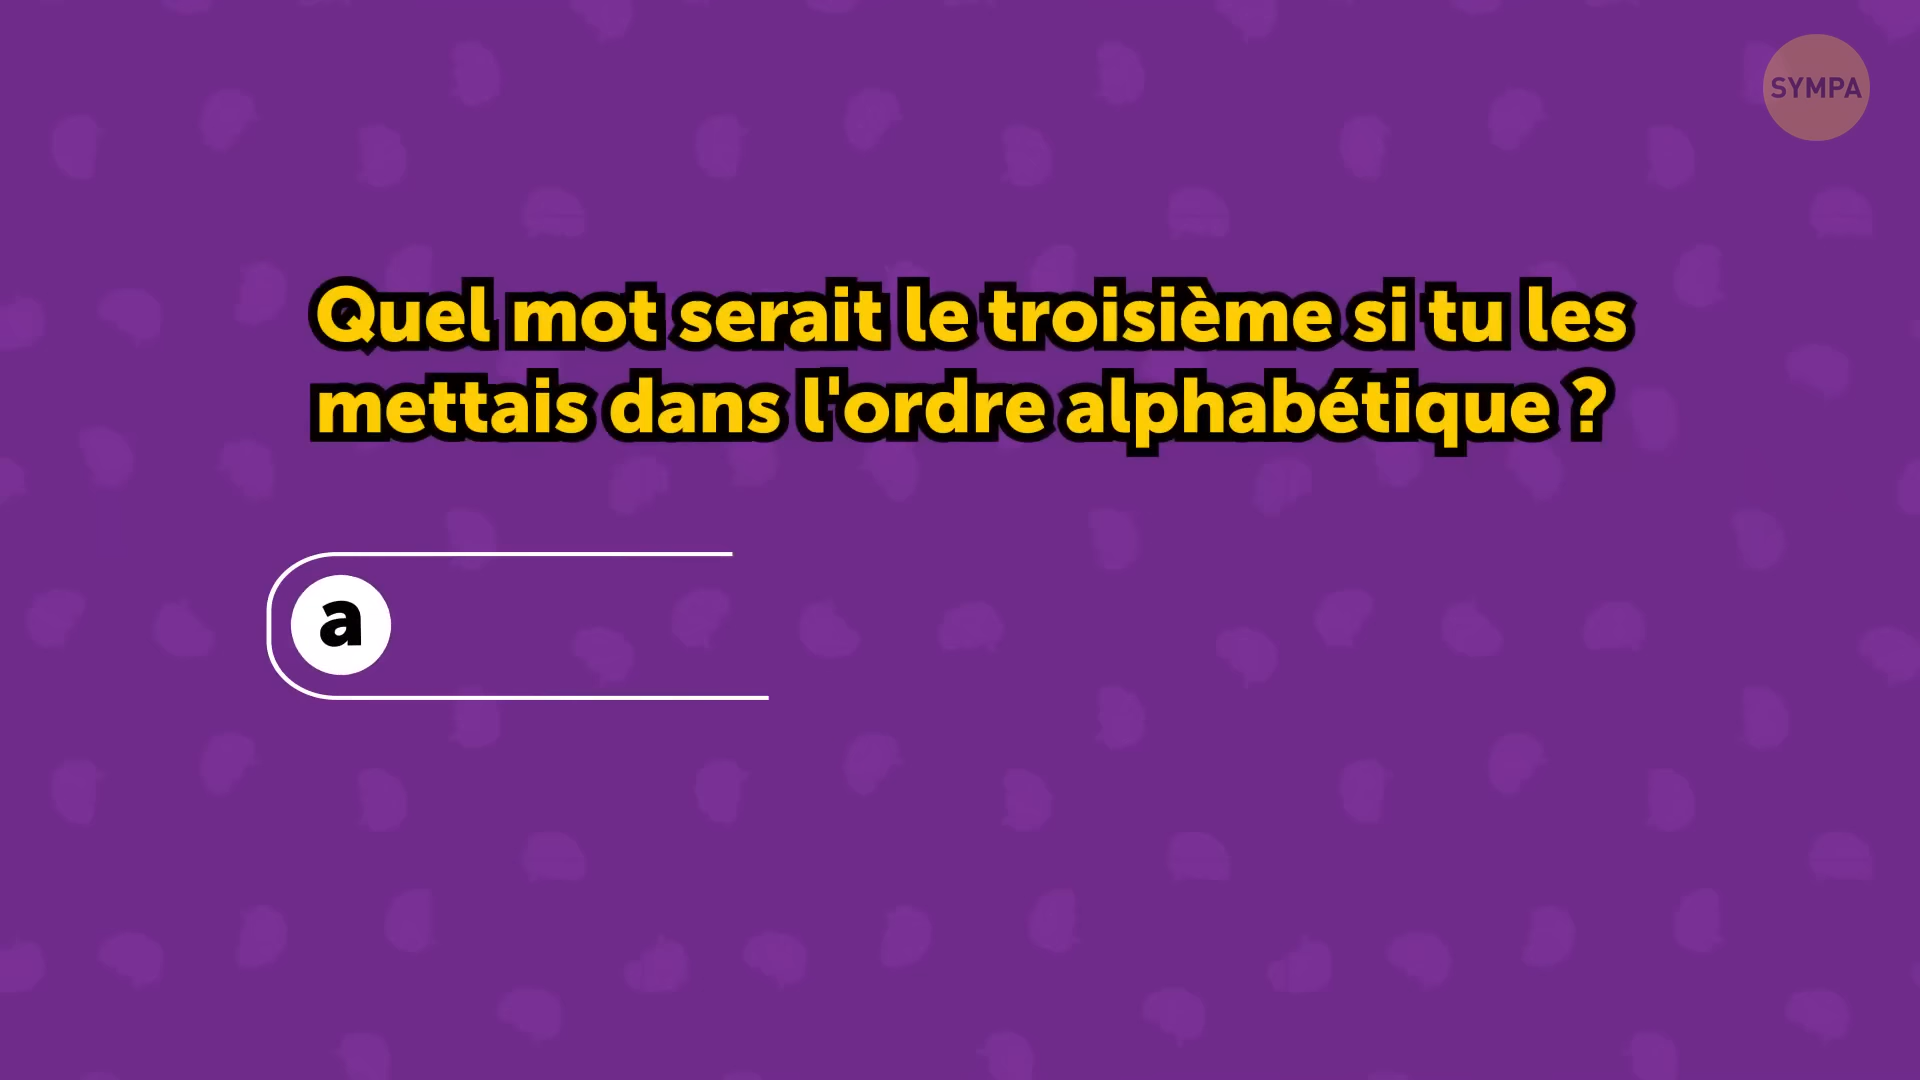 SYMPA
Quel mot serait le troisième si tu les
mettais dans l'ordre alphabétique ?
a